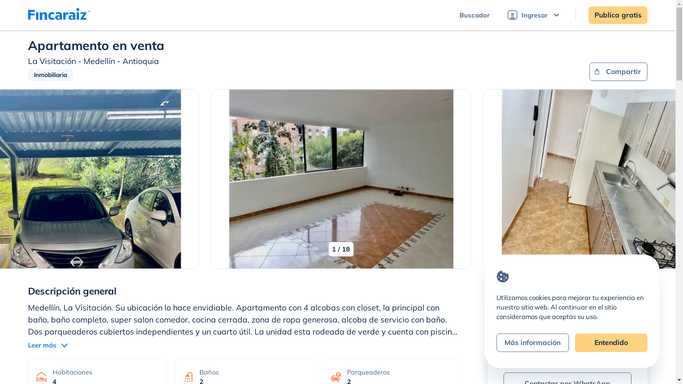 Fincaraiz
Buscador
Ingresar
Publica gratis
Apartamento en venta
La Visitación - Medellín - Antioquia
Inmobiliaria
Compartir
1 / 18
Descripción general
Medellín, La Visitación. Su ubicación lo hace envidiable. Apartamento con 4 alcobas con closet, la principal con
baño, baño completo, super salon comedor, cocina cerrada, zona de ropa generosa, alcoba de servicio con baño.
Dos parqueaderos cubiertos independientes y un cuarto útil. La unidad esta rodeada de verde y cuenta con piscin...
Leer más
Habitaciones
4
Baños
2
Parqueaderos
2
Utilizamos cookies para mejorar tu experiencia en
nuestro sitio web. Al continuar en el sitio
consideramos que aceptas su uso.
Más información
Entendido
Contactar por WhatsApp